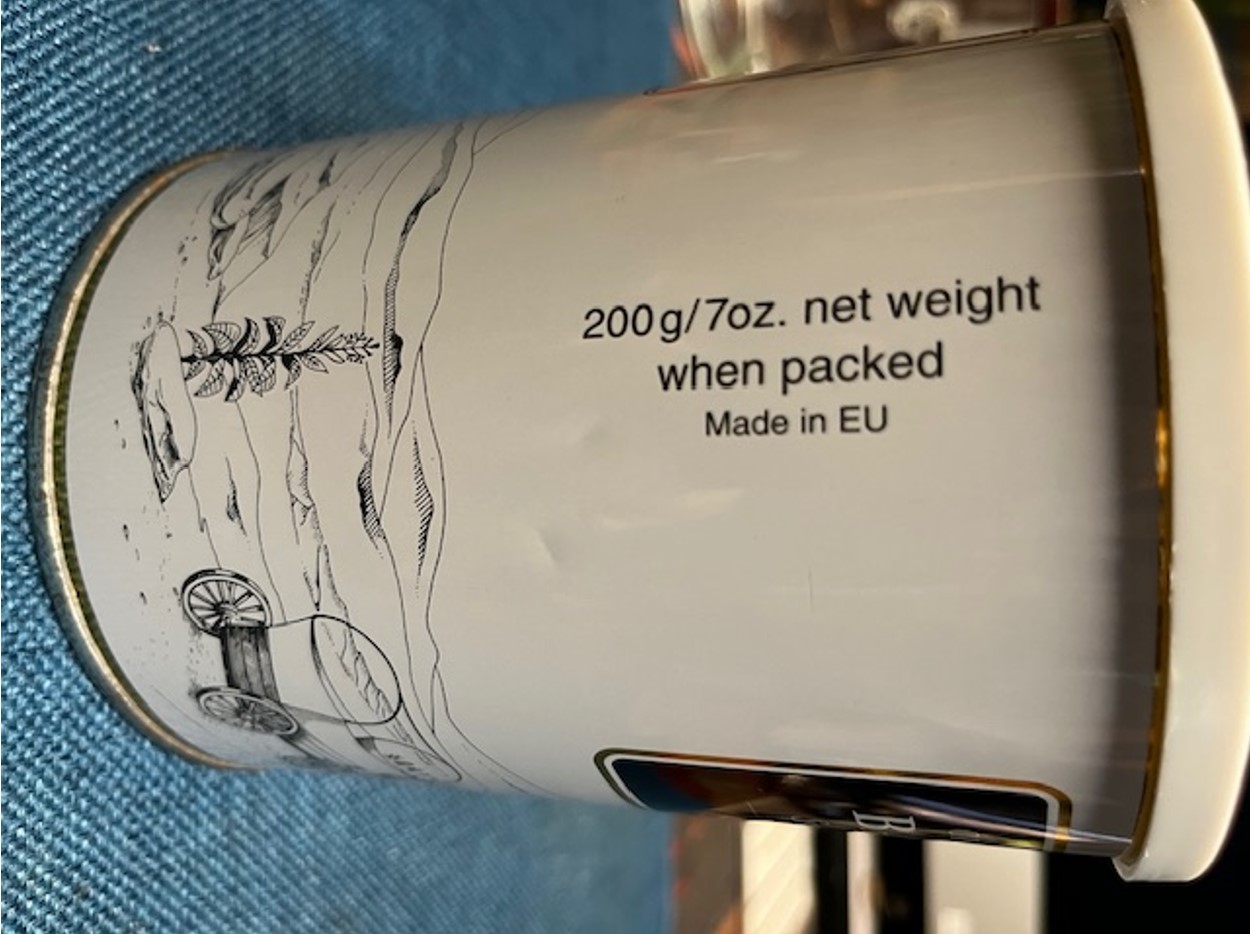 200g/7oz. net weight
when packed
Made in EU
B